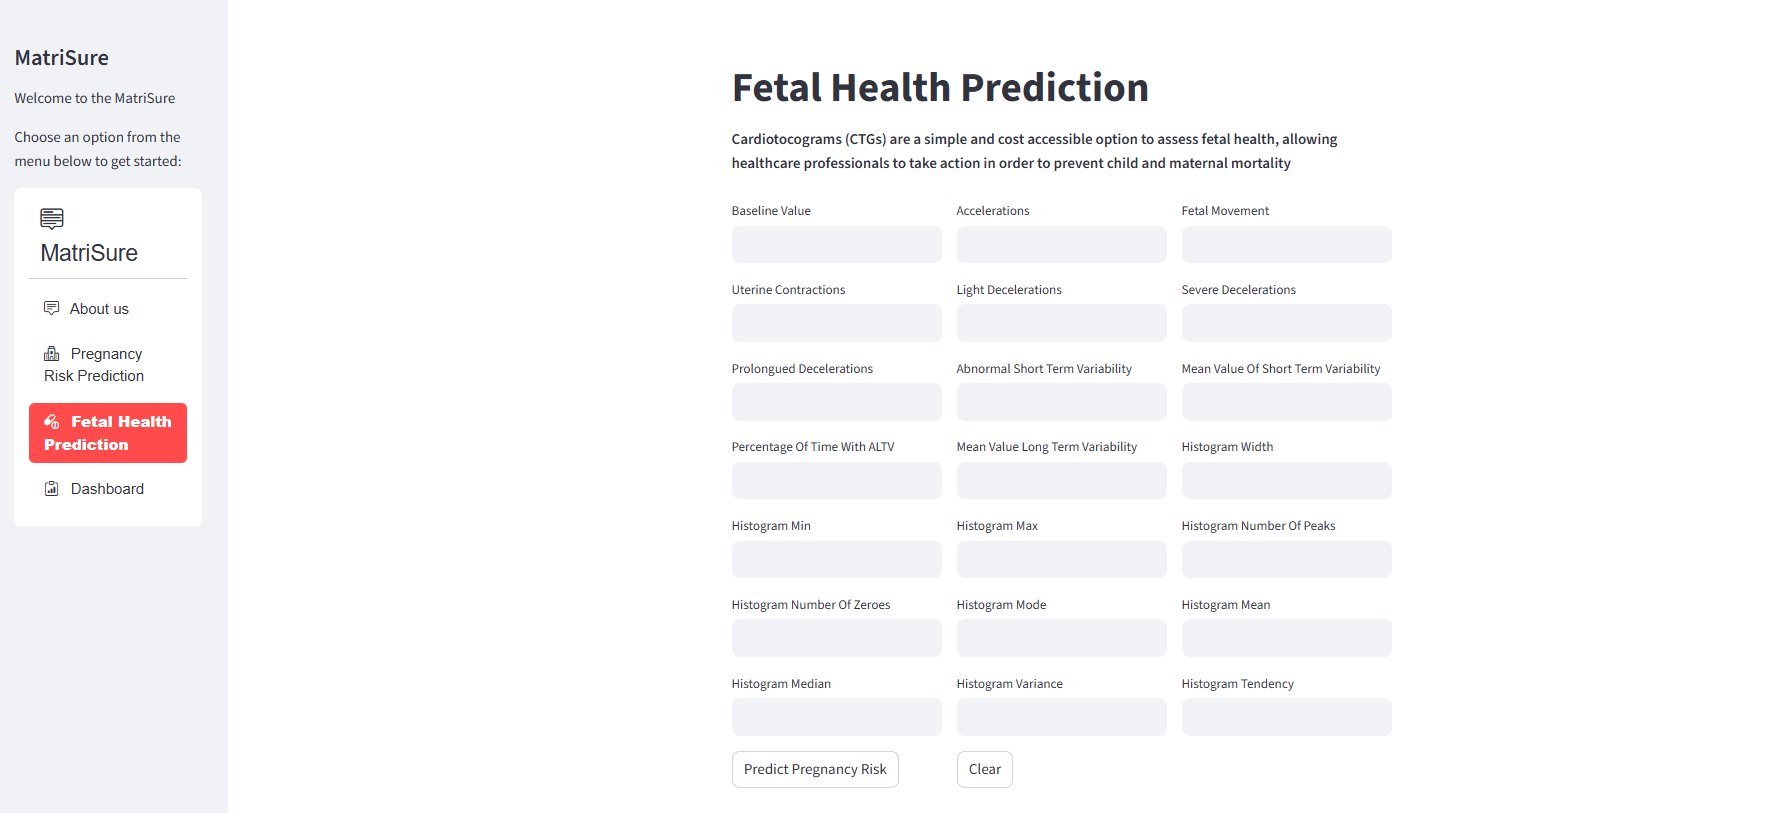 MatriSure
Welcome to the MatriSure
Choose an option from the
menu below to get started:
MatriSure
About us
Pregnancy
Risk Prediction
Fetal Health
Prediction
Dashboard
Fetal Health Prediction
Cardiotocograms (CTGs) are a simple and cost accessible option to assess fetal health, allowing
healthcare professionals to take action in order to prevent child and maternal mortality
Baseline Value
Accelerations
Fetal Movement
Uterine Contractions
Light Decelerations
Severe Decelerations
Prolongued Decelerations
Abnormal Short Term Variability
Mean Value Of Short Term Variability
Percentage Of Time With ALTV
Mean Value Long Term Variability
Histogram Width
Histogram Min
Histogram Max
Histogram Number Of Peaks
Histogram Number Of Zeroes
Histogram Mode
Histogram Mean
Histogram Median
Histogram Variance
Histogram Tendency
Predict Pregnancy Risk
Clear